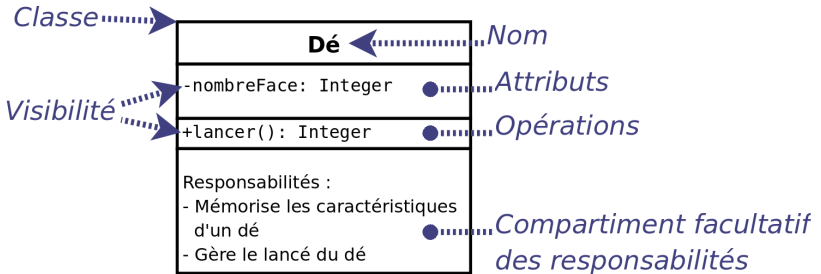 Classe
Dé
Nom
-nombreFace: Integer
Attributs
Visibilité
+lancer(): Integer
Opérations
Responsabilités :
- Mémorise les caractéristiques
d'un dé
- Gère le lancé du dé
Compartiment facultatif
des responsabilités